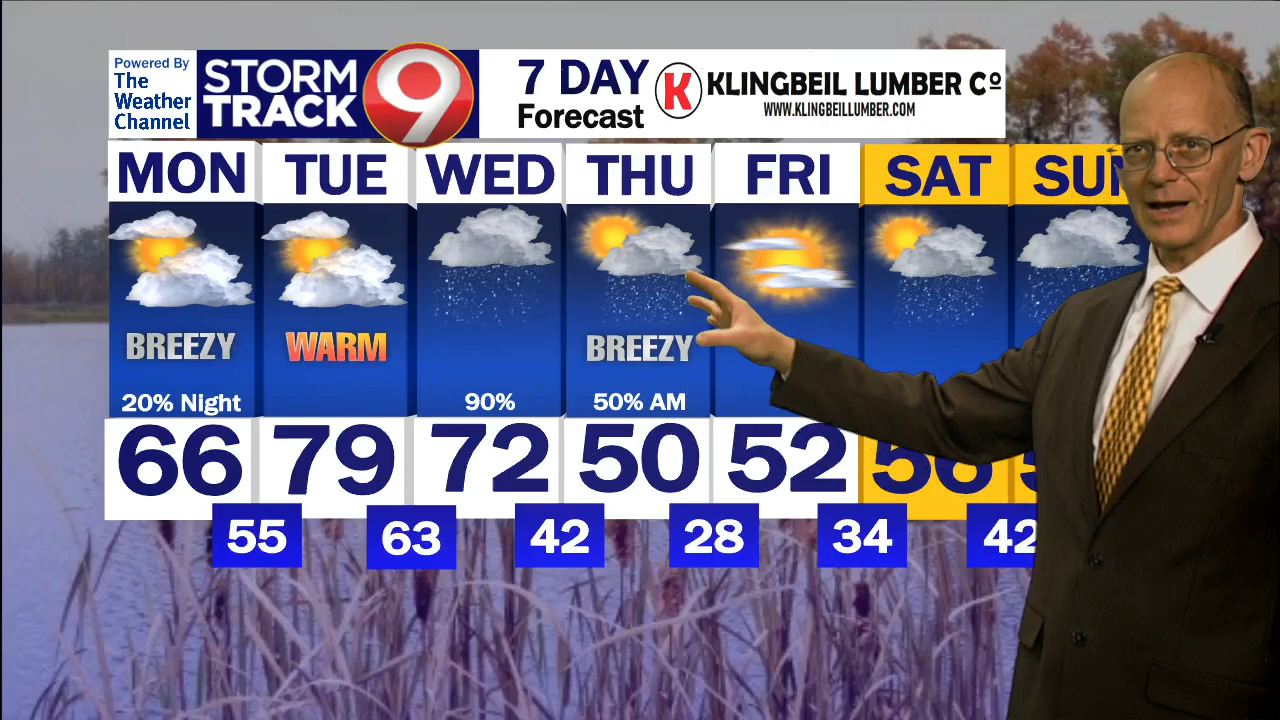 Powered By
The
Weather
Channel
STORM
TRACK
9
7 DAY
Forecast
K
KLINGBEIL LUMBER Cº
WWW.KLINGBEILLUMBER.COM
MON TUE WED THU FRI SAT SUN
BREEZY WARM BREEZY
20% Night 90% 50% AM
66 79 72 50 52 56
55 63 42 28 34 42